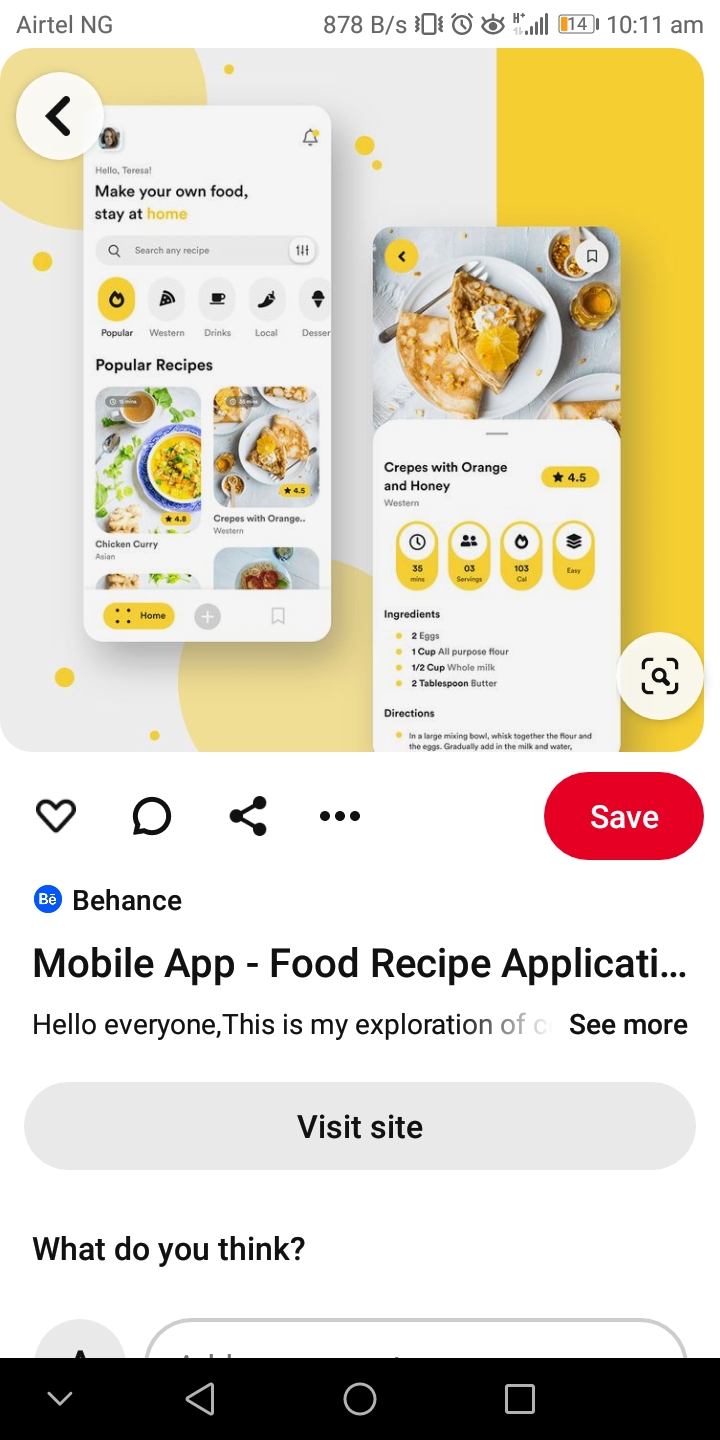 Airtel NG 878 B/s H+ 14 10:11 am
Hello, Teresa!
Make your own food,
stay at home
Search any recipe
Popular Western Drinks Local Desser
Popular Recipes
15 mins
4.8
Chicken Curry
Asian
35 mins
4.5
Crepes with Orange..
Western
Home
Crepes with Orange
and Honey
4.5
Western
35 03 103
mins Servings Cal Easy
Ingredients
2 Eggs
1 Cup All purpose flour
1/2 Cup Whole milk
2 Tablespoon Butter
Directions
In a large mixing bowl, whisk together the flour and
the eggs. Gradually add in the milk and water,
Save
Bē Behance
Mobile App - Food Recipe Applicati...
Hello everyone,This is my exploration of c See more
Visit site
What do you think?